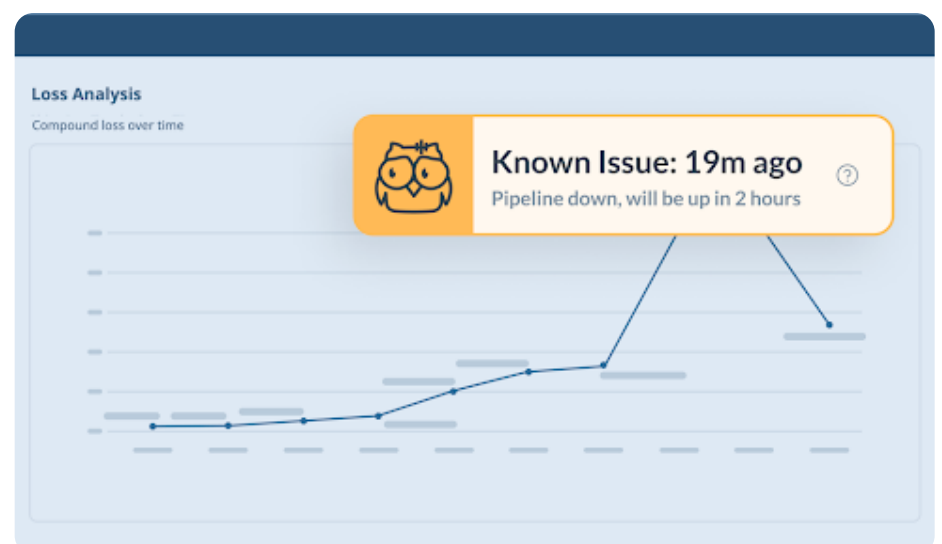 Loss Analysis
Compound loss over time
Known Issue: 19m ago
Pipeline down, will be up in 2 hours